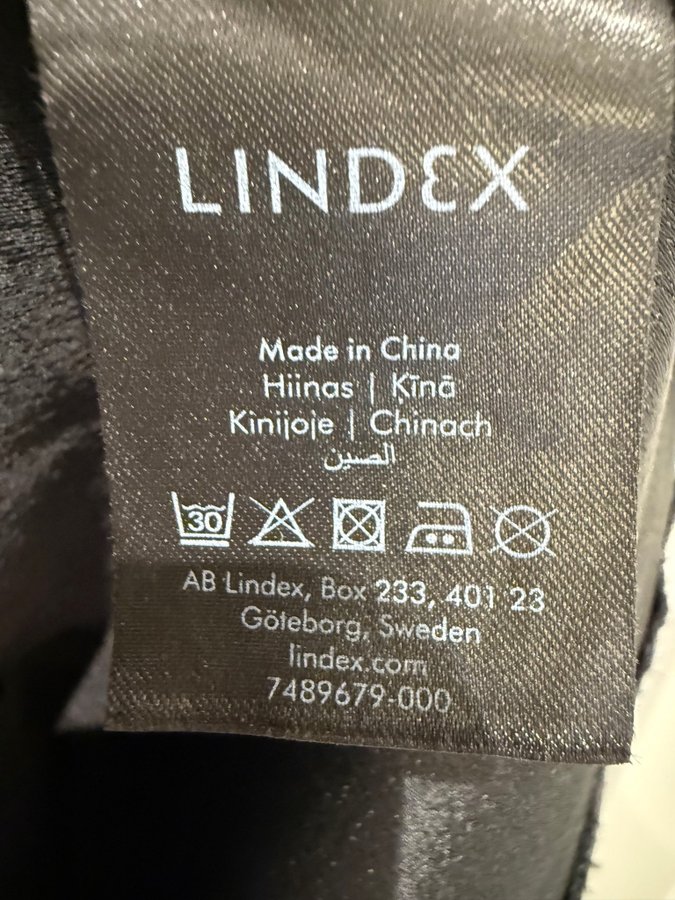 LINDEX
Made in China
Hiinas | Ķīnā
Kinijoje | Chinach
الصين
30
AB Lindex, Box 233, 401 23
Göteborg, Sweden
lindex.com
7489679-000